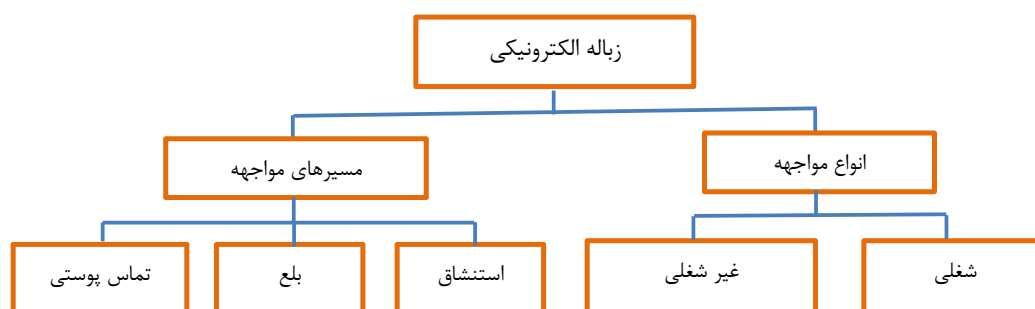 زباله الکترونیکی
انواع مواجهه
مسیرهای مواجهه
شغلی
غیر شغلی
استنشاق
بلع
تماس پوستی